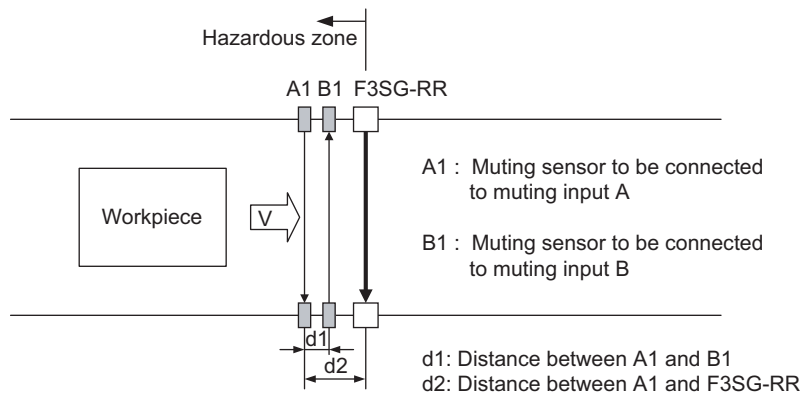 Hazardous zone
A1 B1 F3SG-RR
Workpiece
V
A1 : Muting sensor to be connected
to muting input A
B1 : Muting sensor to be connected
to muting input B
d1
d2
d1: Distance between A1 and B1
d2: Distance between A1 and F3SG-RR